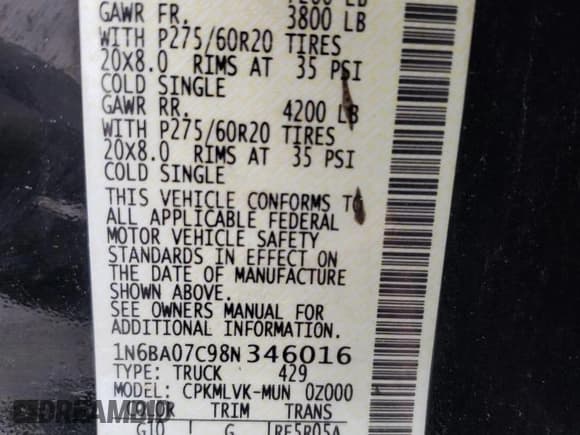 GAWR FR. 3800 LB
WITH P275/60R20 TIRES
20X8.0 RIMS AT 35 PSI
COLD SINGLE
GAWR RR. 4200 LB
WITH P275/60R20 TIRES
20X8.0 RIMS AT 35 PSI
COLD SINGLE
THIS VEHICLE CONFORMS TO
ALL APPLICABLE FEDERAL
MOTOR VEHICLE SAFETY
STANDARDS IN EFFECT ON
THE DATE OF MANUFACTURE
SHOWN ABOVE.
SEE OWNERS MANUAL FOR
ADDITIONAL INFORMATION
1N6BA07C98N346016
TYPE: TRUCK 429
MODEL: CPKMLVK-MUN 0Z000
COLOR TRIM TRANS
G10 G RE5R05A